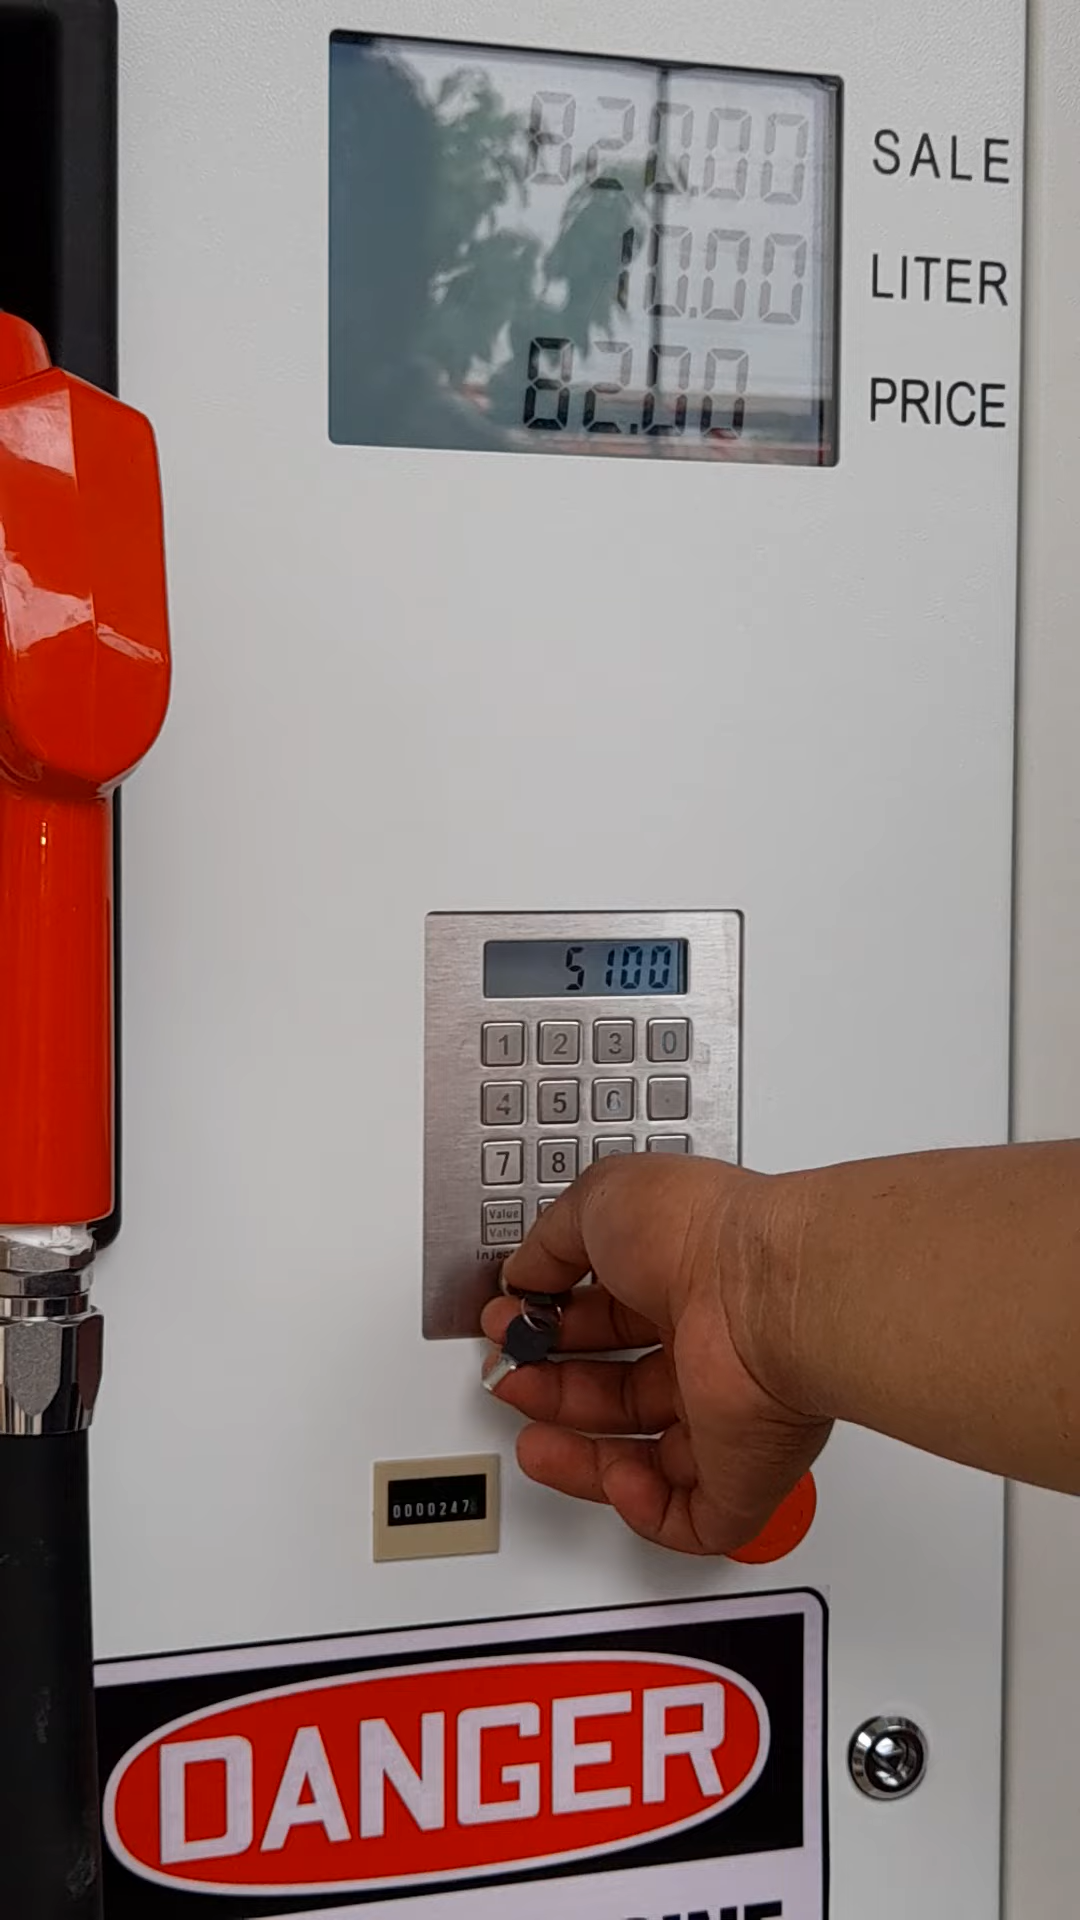 820.00 SALE
10.00 LITER
82.00 PRICE
5100
1 2 3 0
4 5 6 .
7 8
Value
Valve
0000247
DANGER